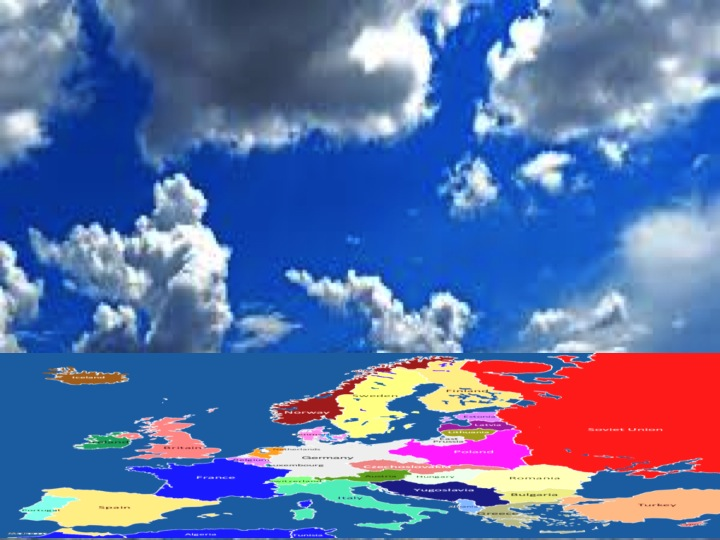 Iceland
Norway
Sweden
Finland
Estonia
Latvia
Lithuania
Soviet Union
East
Prussia
Ireland
Britain
Denmark
Netherlands
Belgium
Germany
Poland
Luxembourg
Czechoslovakia
France
Switzerland
Austria
Hungary
Romania
Yugoslavia
Bulgaria
Italy
Spain
Portugal
Albania
Greece
Turkey
Algeria
Tunisia